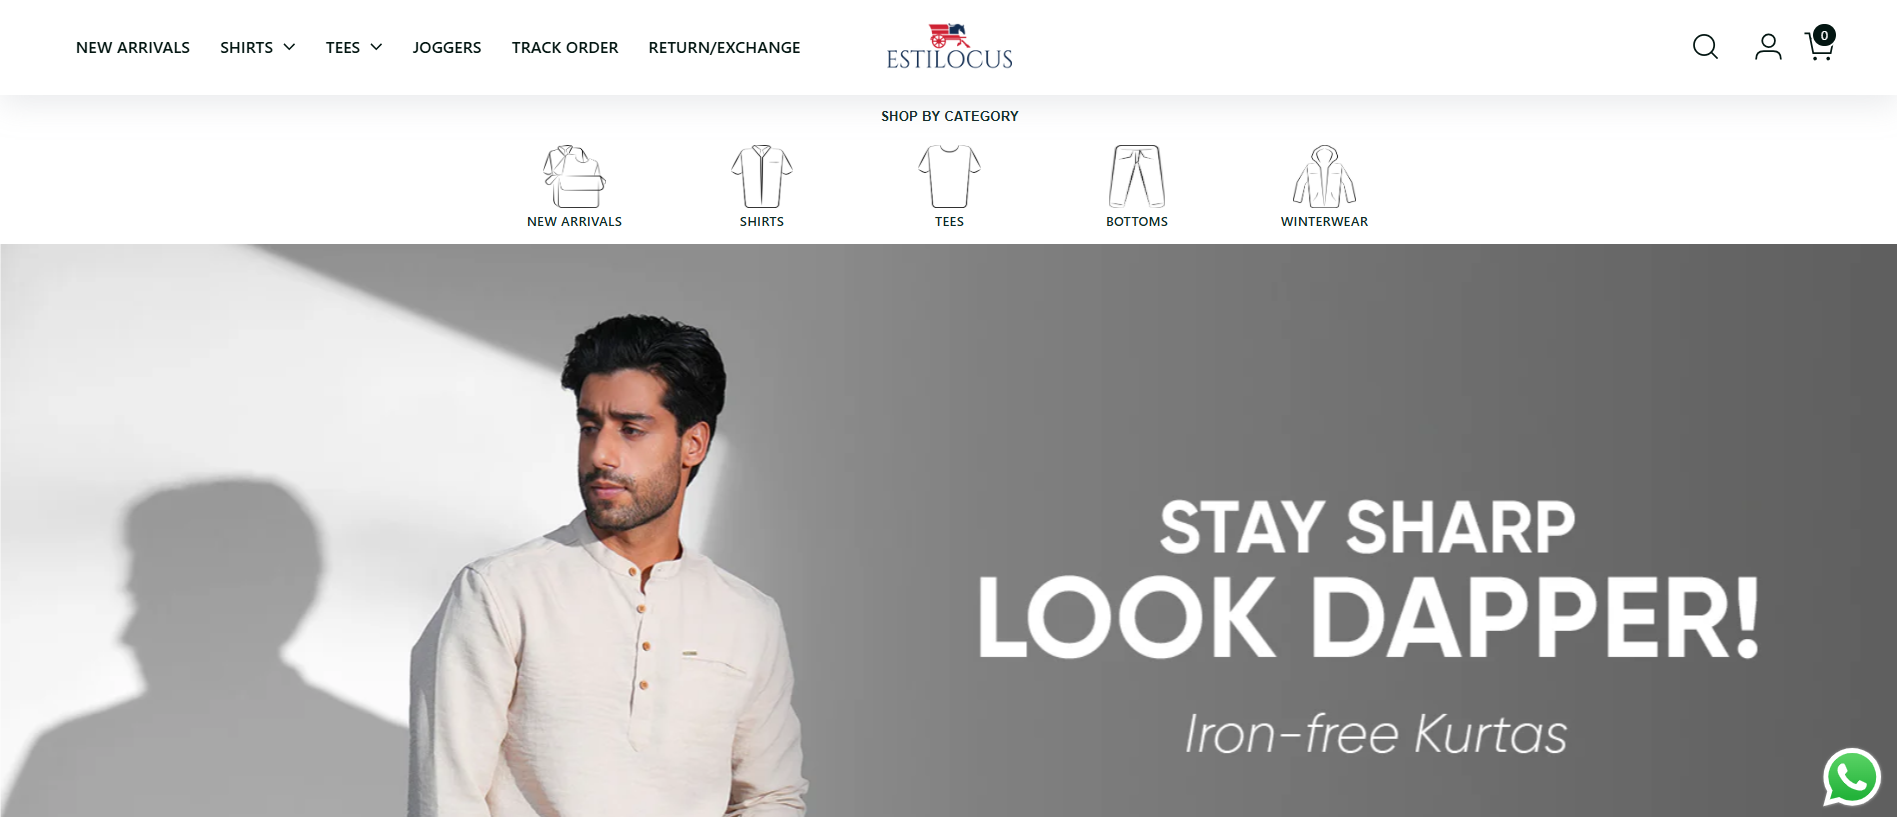 NEW ARRIVALS SHIRTS TEES JOGGERS TRACK ORDER RETURN/EXCHANGE
ESTILOCUS
0
SHOP BY CATEGORY
NEW ARRIVALS SHIRTS TEES BOTTOMS WINTERWEAR
STAY SHARP
LOOK DAPPER!
Iron-free Kurtas